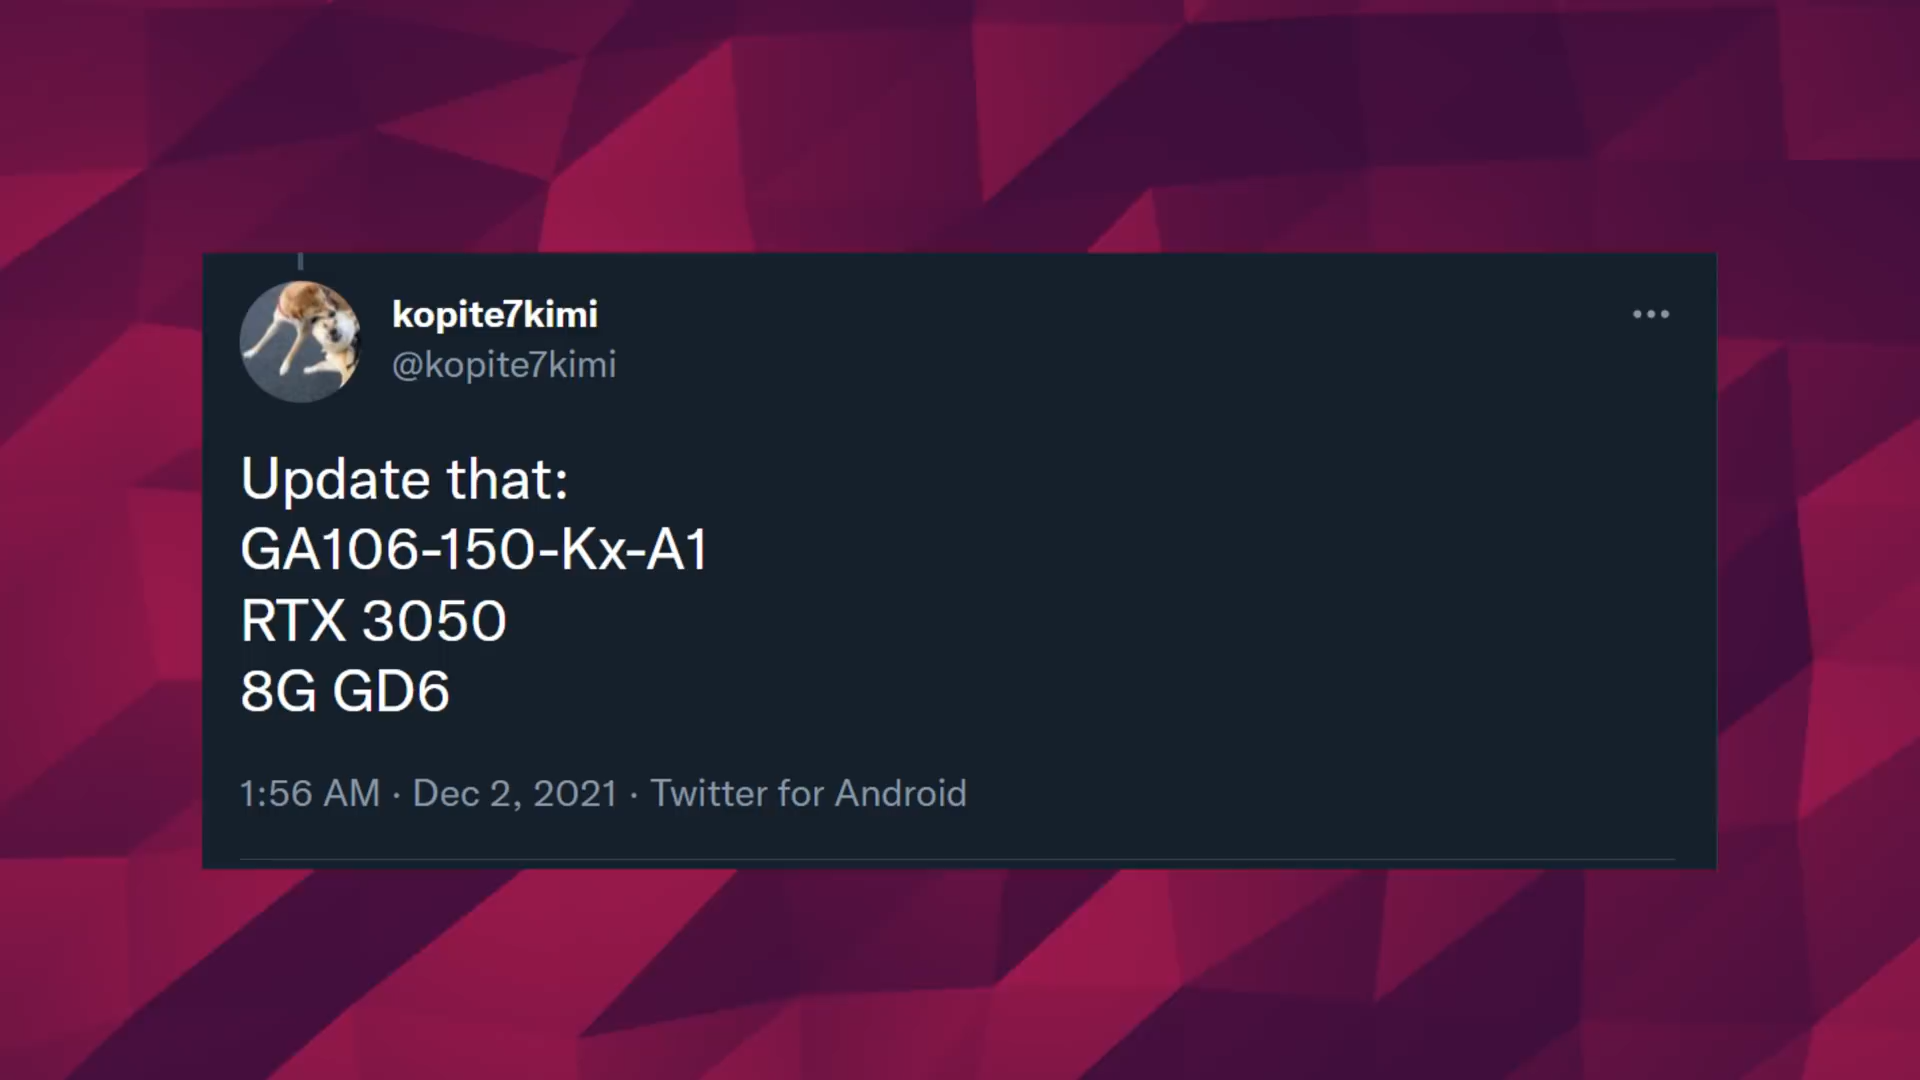 kopite7kimi
@kopite7kimi
Update that:
GA106-150-Kx-A1
RTX 3050
8G GD6
1:56 AM · Dec 2, 2021 · Twitter for Android